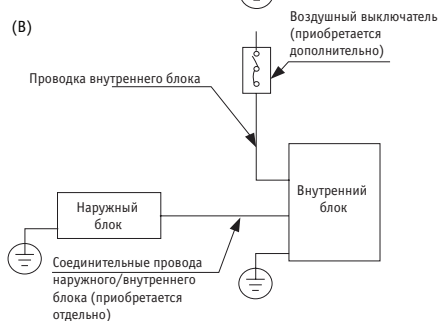 (B)
Воздушный выключатель
(приобретается
дополнительно)
Проводка внутреннего блока
Внутренний
блок
Наружный
блок
Соединительные провода
наружного/внутреннего
блока (приобретается
отдельно)